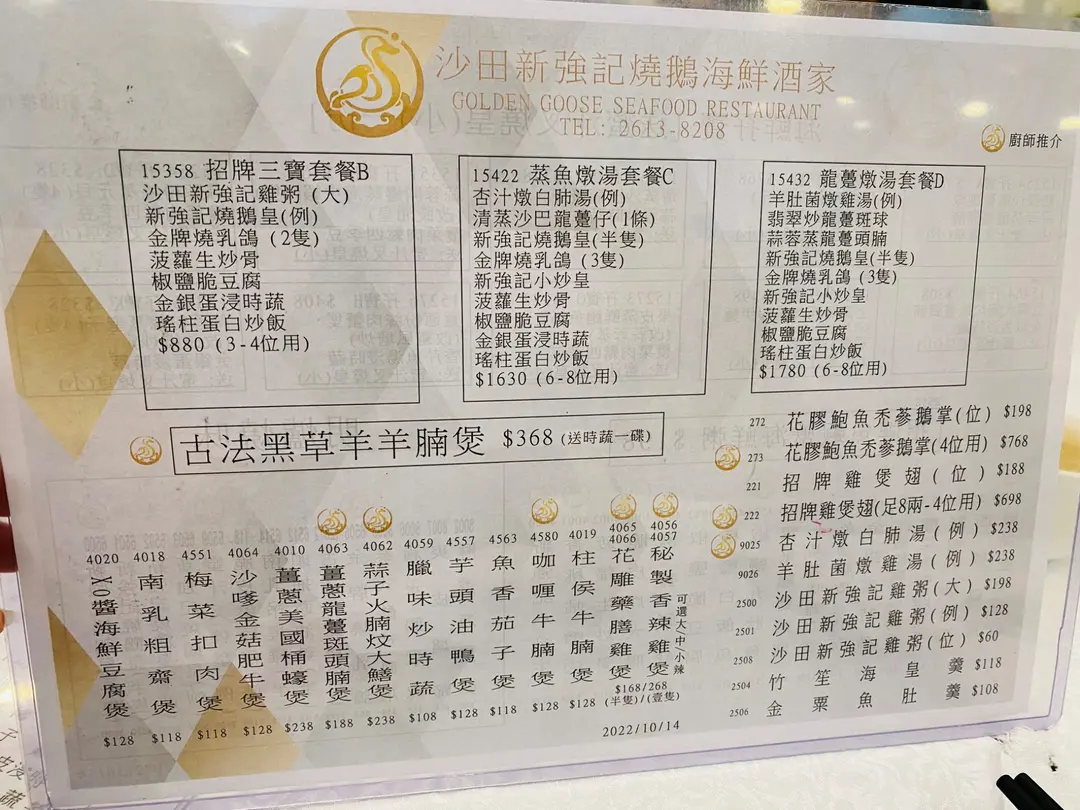 沙田新強記燒鵝海鮮酒家
GOLDEN GOOSE SEAFOOD RESTAURANT
TEL: 2613-8208
廚師推介
15358 招牌三寶套餐B
沙田新強記雞粥 (大)
新強記燒鵝皇(例)
金牌燒乳鴿 (2隻)
菠蘿生炒骨
椒鹽脆豆腐
金銀蛋浸時蔬
瑤柱蛋白炒飯
$880 (3-4位用)
15422 蒸魚燉湯套餐C
杏汁燉白肺湯(例)
清蒸沙巴龍躉仔(1條)
新強記燒鵝皇(半隻)
金牌燒乳鴿 (3隻)
新強記小炒皇
菠蘿生炒骨
椒鹽脆豆腐
金銀蛋浸時蔬
瑤柱蛋白炒飯
$1630 (6-8位用)
15432 龍躉燉湯套餐D
羊肚菌燉雞湯(例)
翡翠炒龍躉斑球
蒜蓉蒸龍躉頭腩
新強記燒鵝皇(半隻)
金牌燒乳鴿 (3隻)
新強記小炒皇
菠蘿生炒骨
椒鹽脆豆腐
瑤柱蛋白炒飯
$1780 (6-8位用)
古法黑草羊羊腩煲 $368 (送時蔬一碟)
272 花膠鮑魚禿蔘鵝掌(位) $198
273 花膠鮑魚禿蔘鵝掌(4位用) $768
221 招牌雞煲翅(位) $188
222 招牌雞煲翅(足8兩-4位用) $698
9025 杏汁燉白肺湯(例) $238
9026 羊肚菌燉雞湯(例) $238
2500 沙田新強記雞粥(大) $198
2501 沙田新強記雞粥(例) $128
2508 沙田新強記雞粥(位) $60
2504 竹笙海皇羹 $118
2506 金粟魚肚羹 $108
4020 XO醬海鮮豆腐煲 $128
4018 南乳粗齋煲 $118
4551 梅菜扣肉煲 $118
4064 沙嗲金菇肥牛煲 $128
4010 薑蔥美國桶蠔煲 $238
4063 薑蔥龍躉斑頭腩煲 $188
4062 蒜子火腩炆大鱔煲 $238
4059 臘味炒時蔬 $108
4557 芋頭油鴨煲 $128
4563 魚香茄子煲 $118
4580 咖喱牛腩煲 $128
4019 柱侯牛腩煲 $128
4065
4066 花雕藥膳雞煲
4056
4057 秘製香辣雞煲
可選大/中/小辣
$168/268
(半隻)/(壹隻)
2022/10/14